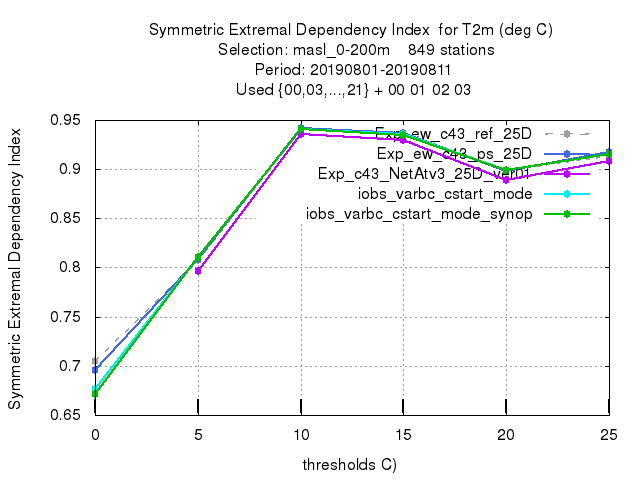 Symmetric Extremal Dependency Index  for T2m (deg C)
Selection: masl_0-200m    849 stations
Period: 20190801-20190811
Used {00,03,...,21} + 00 01 02 03
Symmetric Extremal Dependency Index
0.95
0.9
0.85
0.8
0.75
0.7
0.65
Exp_ew_c43_ref_25D
Exp_ew_c43_ps_25D
Exp_c43_NetAtv3_25D_ver01
iobs_varbc_cstart_mode
iobs_varbc_cstart_mode_synop
0 5 10 15 20 25
thresholds C)